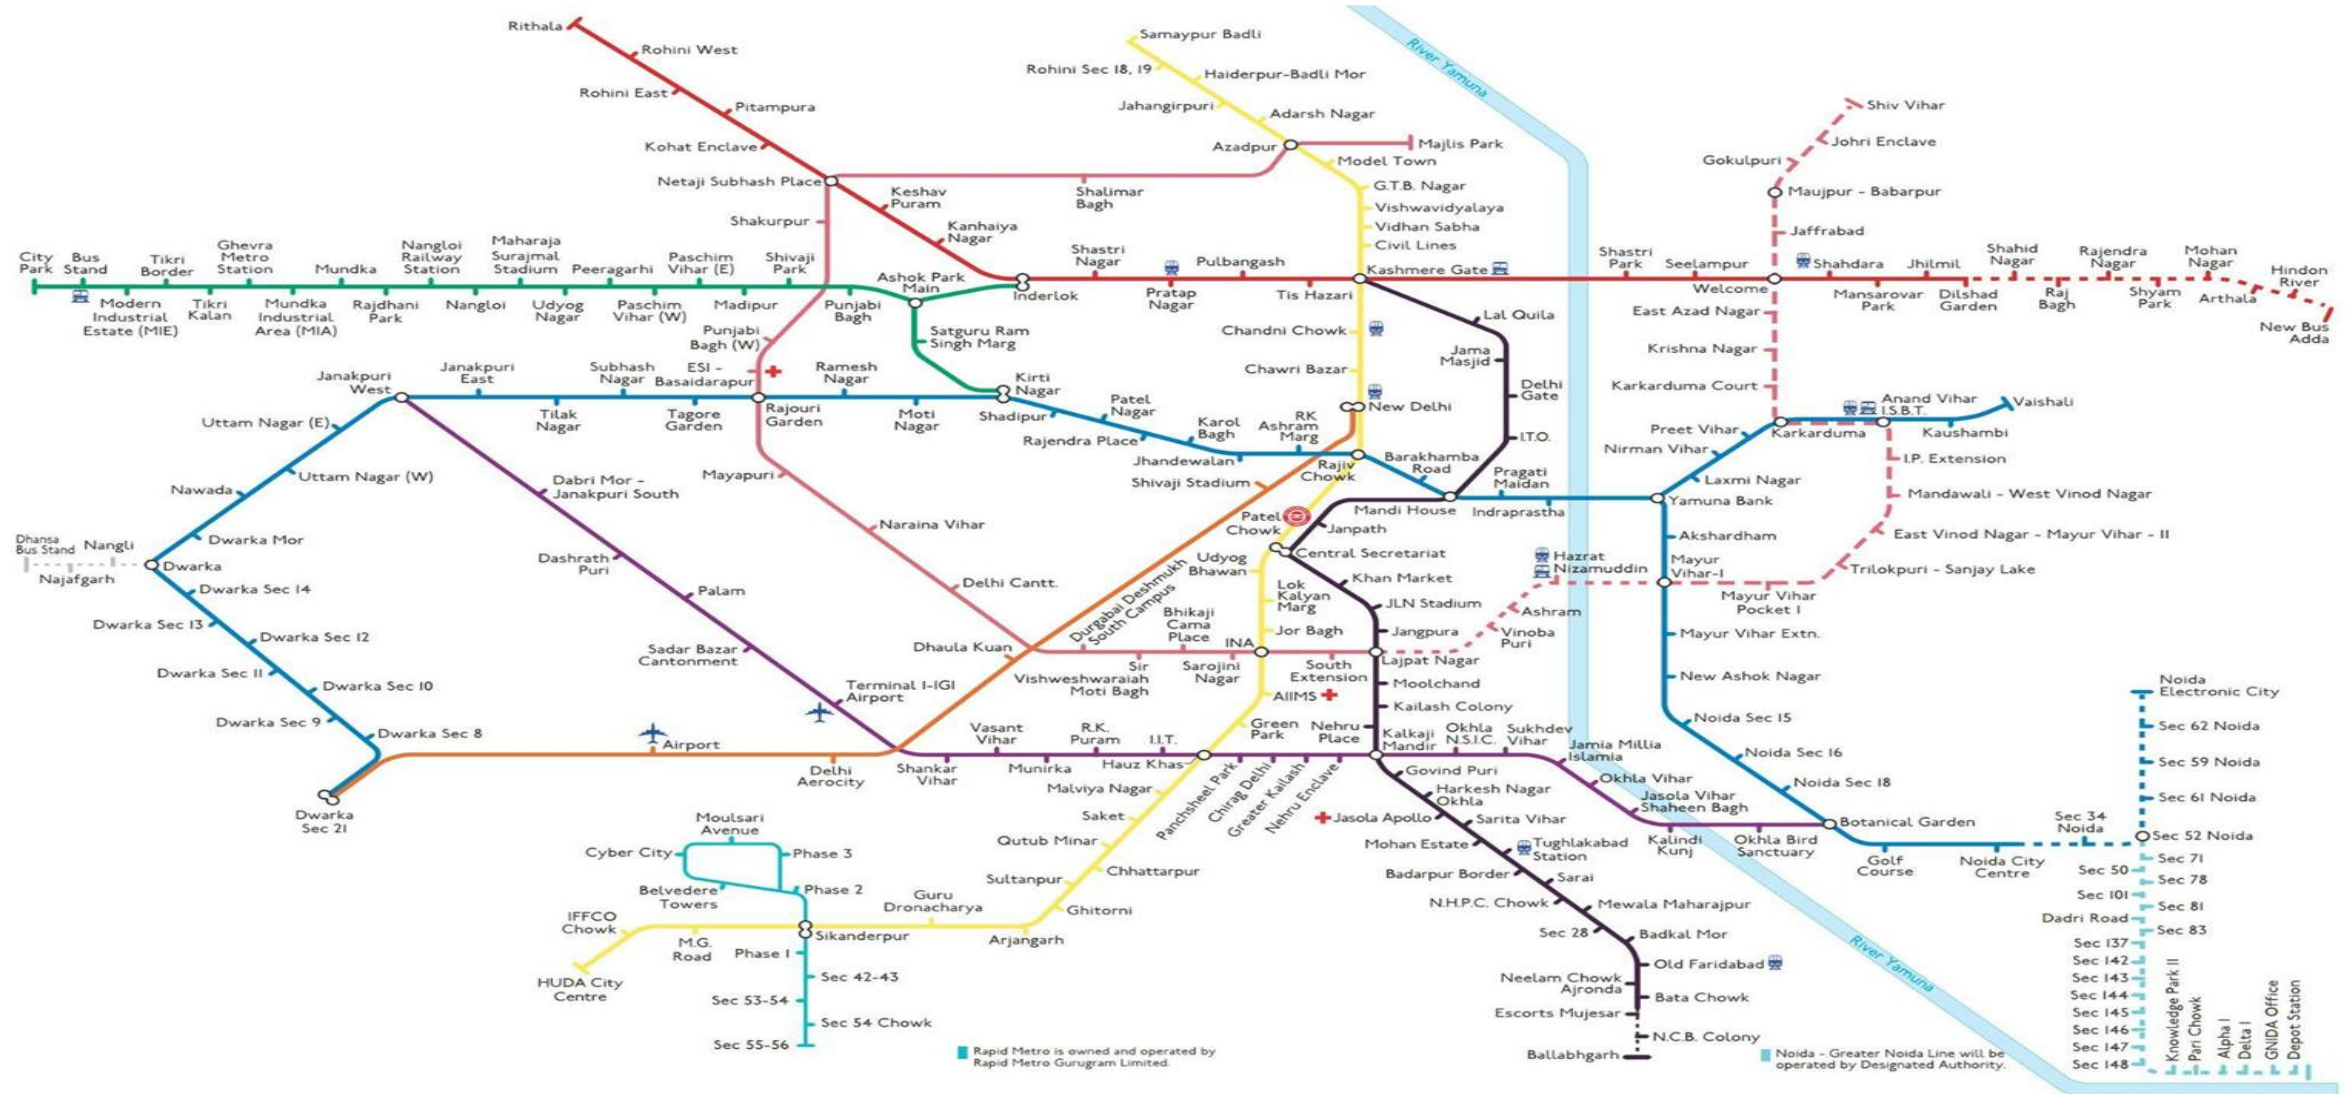 Rithala
Rohini West
Rohini East
Pitampura
Kohat Enclave
Netaji Subhash Place
Keshav
Puram
Kanhaiya
Nagar
Shakurpur
Shalimar
Bagh
Samaypur Badli
Rohini Sec 18, 19
Haiderpur-Badli Mor
Jahangirpuri
Adarsh Nagar
Azadpur
Majlis Park
Model Town
G.T.B. Nagar
Vishwavidyalaya
Vidhan Sabha
Civil Lines
River Yamuna
Shiv Vihar
Johri Enclave
Gokulpuri
Maujpur - Babarpur
Jaffrabad
City
Park
Bus
Stand
Modern
Industrial
Estate (MIE)
Tikri
Border
Tikri
Kalan
Ghevra
Metro
Station
Mundka
Industrial
Area (MIA)
Mundka
Rajdhani
Park
Nangloi
Railway
Station
Nangloi
Maharaja
Surajmal
Stadium
Udyog
Nagar
Peeragarhi
Paschim
Vihar (W)
Paschim
Vihar (E)
Madipur
Shivaji
Park
Punjabi
Bagh
Ashok Park
Main
Inderlok
Satguru Ram
Singh Marg
Kirti
Nagar
Shastri
Nagar
Pratap
Nagar
Pulbangash
Tis Hazari
Kashmere Gate
Shastri
Park
Seelampur
Welcome
Shahdara
Mansarovar
Park
Jhilmil
Dilshad
Garden
Shahid
Nagar
Raj
Bagh
Rajendra
Nagar
Shyam
Park
Mohan
Nagar
Arthala
Hindon
River
New Bus
Adda
East Azad Nagar
Krishna Nagar
Karkarduma Court
Karkarduma
Anand Vihar
I.S.B.T.
Kaushambi
Vaishali
Preet Vihar
Nirman Vihar
Laxmi Nagar
Yamuna Bank
I.P. Extension
Mandawali - West Vinod Nagar
East Vinod Nagar - Mayur Vihar - II
Trilokpuri - Sanjay Lake
Mayur Vihar
Pocket I
Punjabi
Bagh (W)
ESI -
Basaidarapur
Rajouri
Garden
Janakpuri
West
Janakpuri
East
Tilak
Nagar
Subhash
Nagar
Tagore
Garden
Ramesh
Nagar
Moti
Nagar
Shadipur
Patel
Nagar
Rajendra Place
Karol
Bagh
Jhandewalan
RK
Ashram
Marg
Rajiv
Chowk
Barakhamba
Road
Mandi House
Pragati
Maidan
Indraprastha
Chandni Chowk
Chawri Bazar
New Delhi
Shivaji Stadium
Lal Quila
Jama
Masjid
Delhi
Gate
I.T.O.
Janpath
Patel
Chowk
Central Secretariat
Udyog
Bhawan
Lok
Kalyan
Marg
Jor Bagh
INA
AIIMS
Green
Park
Hauz Khas
Malviya Nagar
Saket
Qutub Minar
Chhattarpur
Sultanpur
Ghitorni
Arjangarh
Guru
Dronacharya
Sikanderpur
M.G.
Road
IFFCO
Chowk
HUDA City
Centre
Uttam Nagar (E)
Uttam Nagar (W)
Nawada
Dwarka Mor
Dhansa
Bus Stand
Nangli
Najafgarh
Dwarka
Dwarka Sec 14
Dwarka Sec 13
Dwarka Sec 12
Dwarka Sec 11
Dwarka Sec 10
Dwarka Sec 9
Dwarka Sec 8
Dwarka
Sec 21
Airport
Delhi
Aerocity
Dhaula Kuan
Dabri Mor -
Janakpuri South
Dashrath
Puri
Palam
Sadar Bazar
Cantonment
Terminal I-IGI
Airport
Shankar
Vihar
Vasant
Vihar
Munirka
R.K.
Puram
I.I.T.
Panchsheel Park
Chirag Delhi
Greater Kailash
Nehru Enclave
Mayapuri
Naraina Vihar
Delhi Cantt.
Durgabai Deshmukh
South Campus
Sir
Vishweshwaraiah
Moti Bagh
Bhikaji
Cama
Place
Sarojini
Nagar
South
Extension
Lajpat Nagar
Vinoba
Puri
Ashram
Hazrat
Nizamuddin
Mayur
Vihar-I
Khan Market
JLN Stadium
Jangpura
Moolchand
Kailash Colony
Nehru
Place
Kalkaji
Mandir
Okhla
N.S.I.C.
Sukhdev
Vihar
Jamia Millia
Islamia
Okhla Vihar
Jasola Vihar
Shaheen Bagh
Kalindi
Kunj
Okhla Bird
Sanctuary
Botanical Garden
Govind Puri
Harkesh Nagar
Okhla
Jasola Apollo
Sarita Vihar
Mohan Estate
Tughlakabad
Station
Badarpur Border
Sarai
N.H.P.C. Chowk
Mewala Maharajpur
Sec 28
Badkal Mor
Old Faridabad
Neelam Chowk
Ajronda
Bata Chowk
Escorts Mujesar
N.C.B. Colony
Ballabhgarh
Akshardham
Mayur Vihar Extn.
New Ashok Nagar
Noida Sec 15
Noida Sec 16
Noida Sec 18
Golf
Course
Noida City
Centre
Sec 34
Noida
Sec 52 Noida
Sec 61 Noida
Sec 59 Noida
Sec 62 Noida
Noida
Electronic City
Sec 71
Sec 50
Sec 78
Sec 101
Sec 81
Dadri Road
Sec 83
Sec 137
Sec 142
Sec 143
Sec 144
Sec 145
Sec 146
Sec 147
Sec 148
Knowledge Park II
Pari Chowk
Alpha I
Delta I
GNIDA Office
Depot Station
River Yamuna
Moulsari
Avenue
Cyber City
Phase 3
Belvedere
Towers
Phase 2
Phase 1
Sec 42-43
Sec 53-54
Sec 54 Chowk
Sec 55-56
Rapid Metro is owned and operated by
Rapid Metro Gurugram Limited.
Noida - Greater Noida Line will be
operated by Designated Authority.